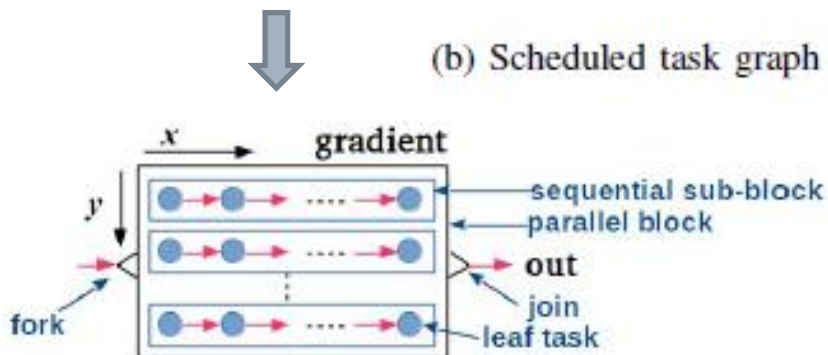 (b) Scheduled task graph
x
gradient
y
sequential sub-block
parallel block
out
fork
join
leaf task